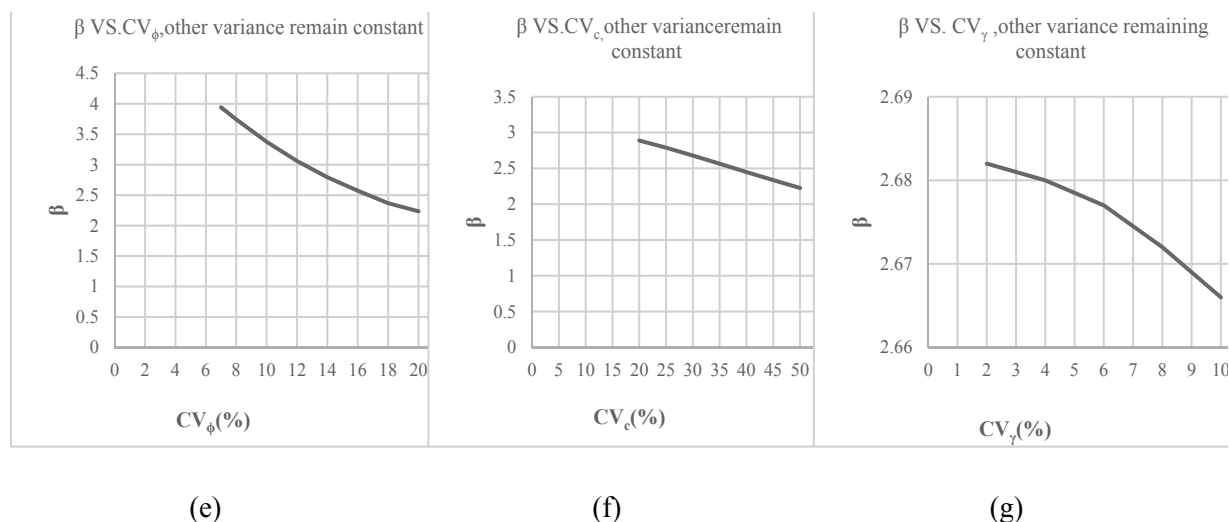 β VS.CVϕ,other variance remain constant
4.5
4
3.5
3
2.5
2
1.5
1
0.5
0
β
0 2 4 6 8 10 12 14 16 18 20
CVϕ(%)
(e)
β VS.CVc,other varianceremain
constant
3.5
3
2.5
2
1.5
1
0.5
0
β
0 5 10 15 20 25 30 35 40 45 50
CVc(%)
(f)
β VS. CVγ ,other variance remaining
constant
2.69
2.68
2.67
2.66
β
0 1 2 3 4 5 6 7 8 9 10
CVγ(%)
(g)